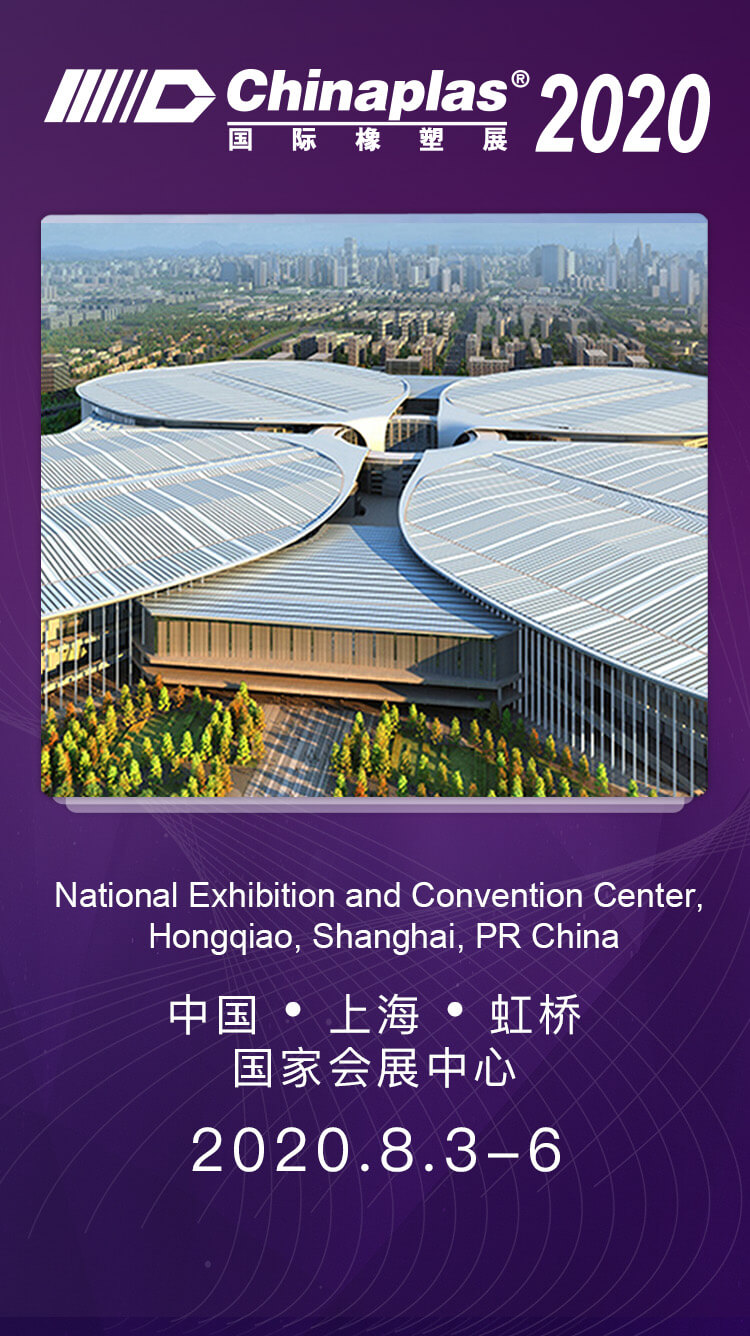 Chinaplas® 2020
国际橡塑展
National Exhibition and Convention Center,
Hongqiao, Shanghai, PR China
中国 • 上海 • 虹桥
国家会展中心
2020.8.3-6